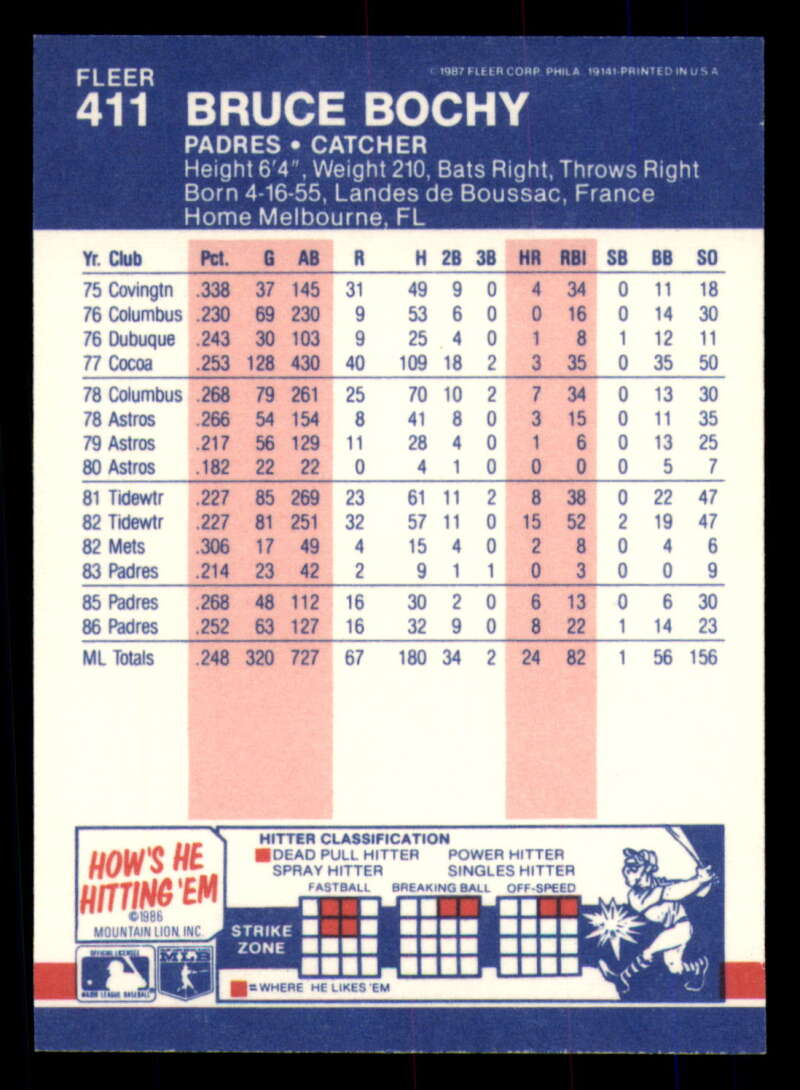 FLEER
© 1987 FLEER CORP. PHILA. 19141-PRINTED IN U S A
411 BRUCE BOCHY
PADRES • CATCHER
Height 6'4", Weight 210, Bats Right, Throws Right
Born 4-16-55, Landes de Boussac, France
Home Melbourne, FL
Yr. Club Pct. G AB R H 2B 3B HR RBI SB BB SO
75 Covingtn .338 37 145 31 49 9 0 4 34 0 11 18
76 Columbus .230 69 230 9 53 6 0 0 16 0 14 30
76 Dubuque .243 30 103 9 25 4 0 1 8 1 12 11
77 Cocoa .253 128 430 40 109 18 2 3 35 0 35 50
78 Columbus .268 79 261 25 70 10 2 7 34 0 13 30
78 Astros .266 54 154 8 41 8 0 3 15 0 11 35
79 Astros .217 56 129 11 28 4 0 1 6 0 13 25
80 Astros .182 22 22 0 4 1 0 0 0 0 5 7
81 Tidewtr .227 85 269 23 61 11 2 8 38 0 22 47
82 Tidewtr .227 81 251 32 57 11 0 15 52 2 19 47
82 Mets .306 17 49 4 15 4 0 2 8 0 4 6
83 Padres .214 23 42 2 9 1 1 0 3 0 0 9
85 Padres .268 48 112 16 30 2 0 6 13 0 6 30
86 Padres .252 63 127 16 32 9 0 8 22 1 14 23
ML Totals .248 320 727 67 180 34 2 24 82 1 56 156
HOW'S HE
HITTING 'EM
©1986
MOUNTAIN LION, INC.
OFFICIAL LICENSEE
MAJOR LEAGUE BASEBALL
MLB
HITTER CLASSIFICATION
DEAD PULL HITTER POWER HITTER
SPRAY HITTER SINGLES HITTER
FASTBALL BREAKING BALL OFF-SPEED
STRIKE
ZONE
= WHERE HE LIKES 'EM